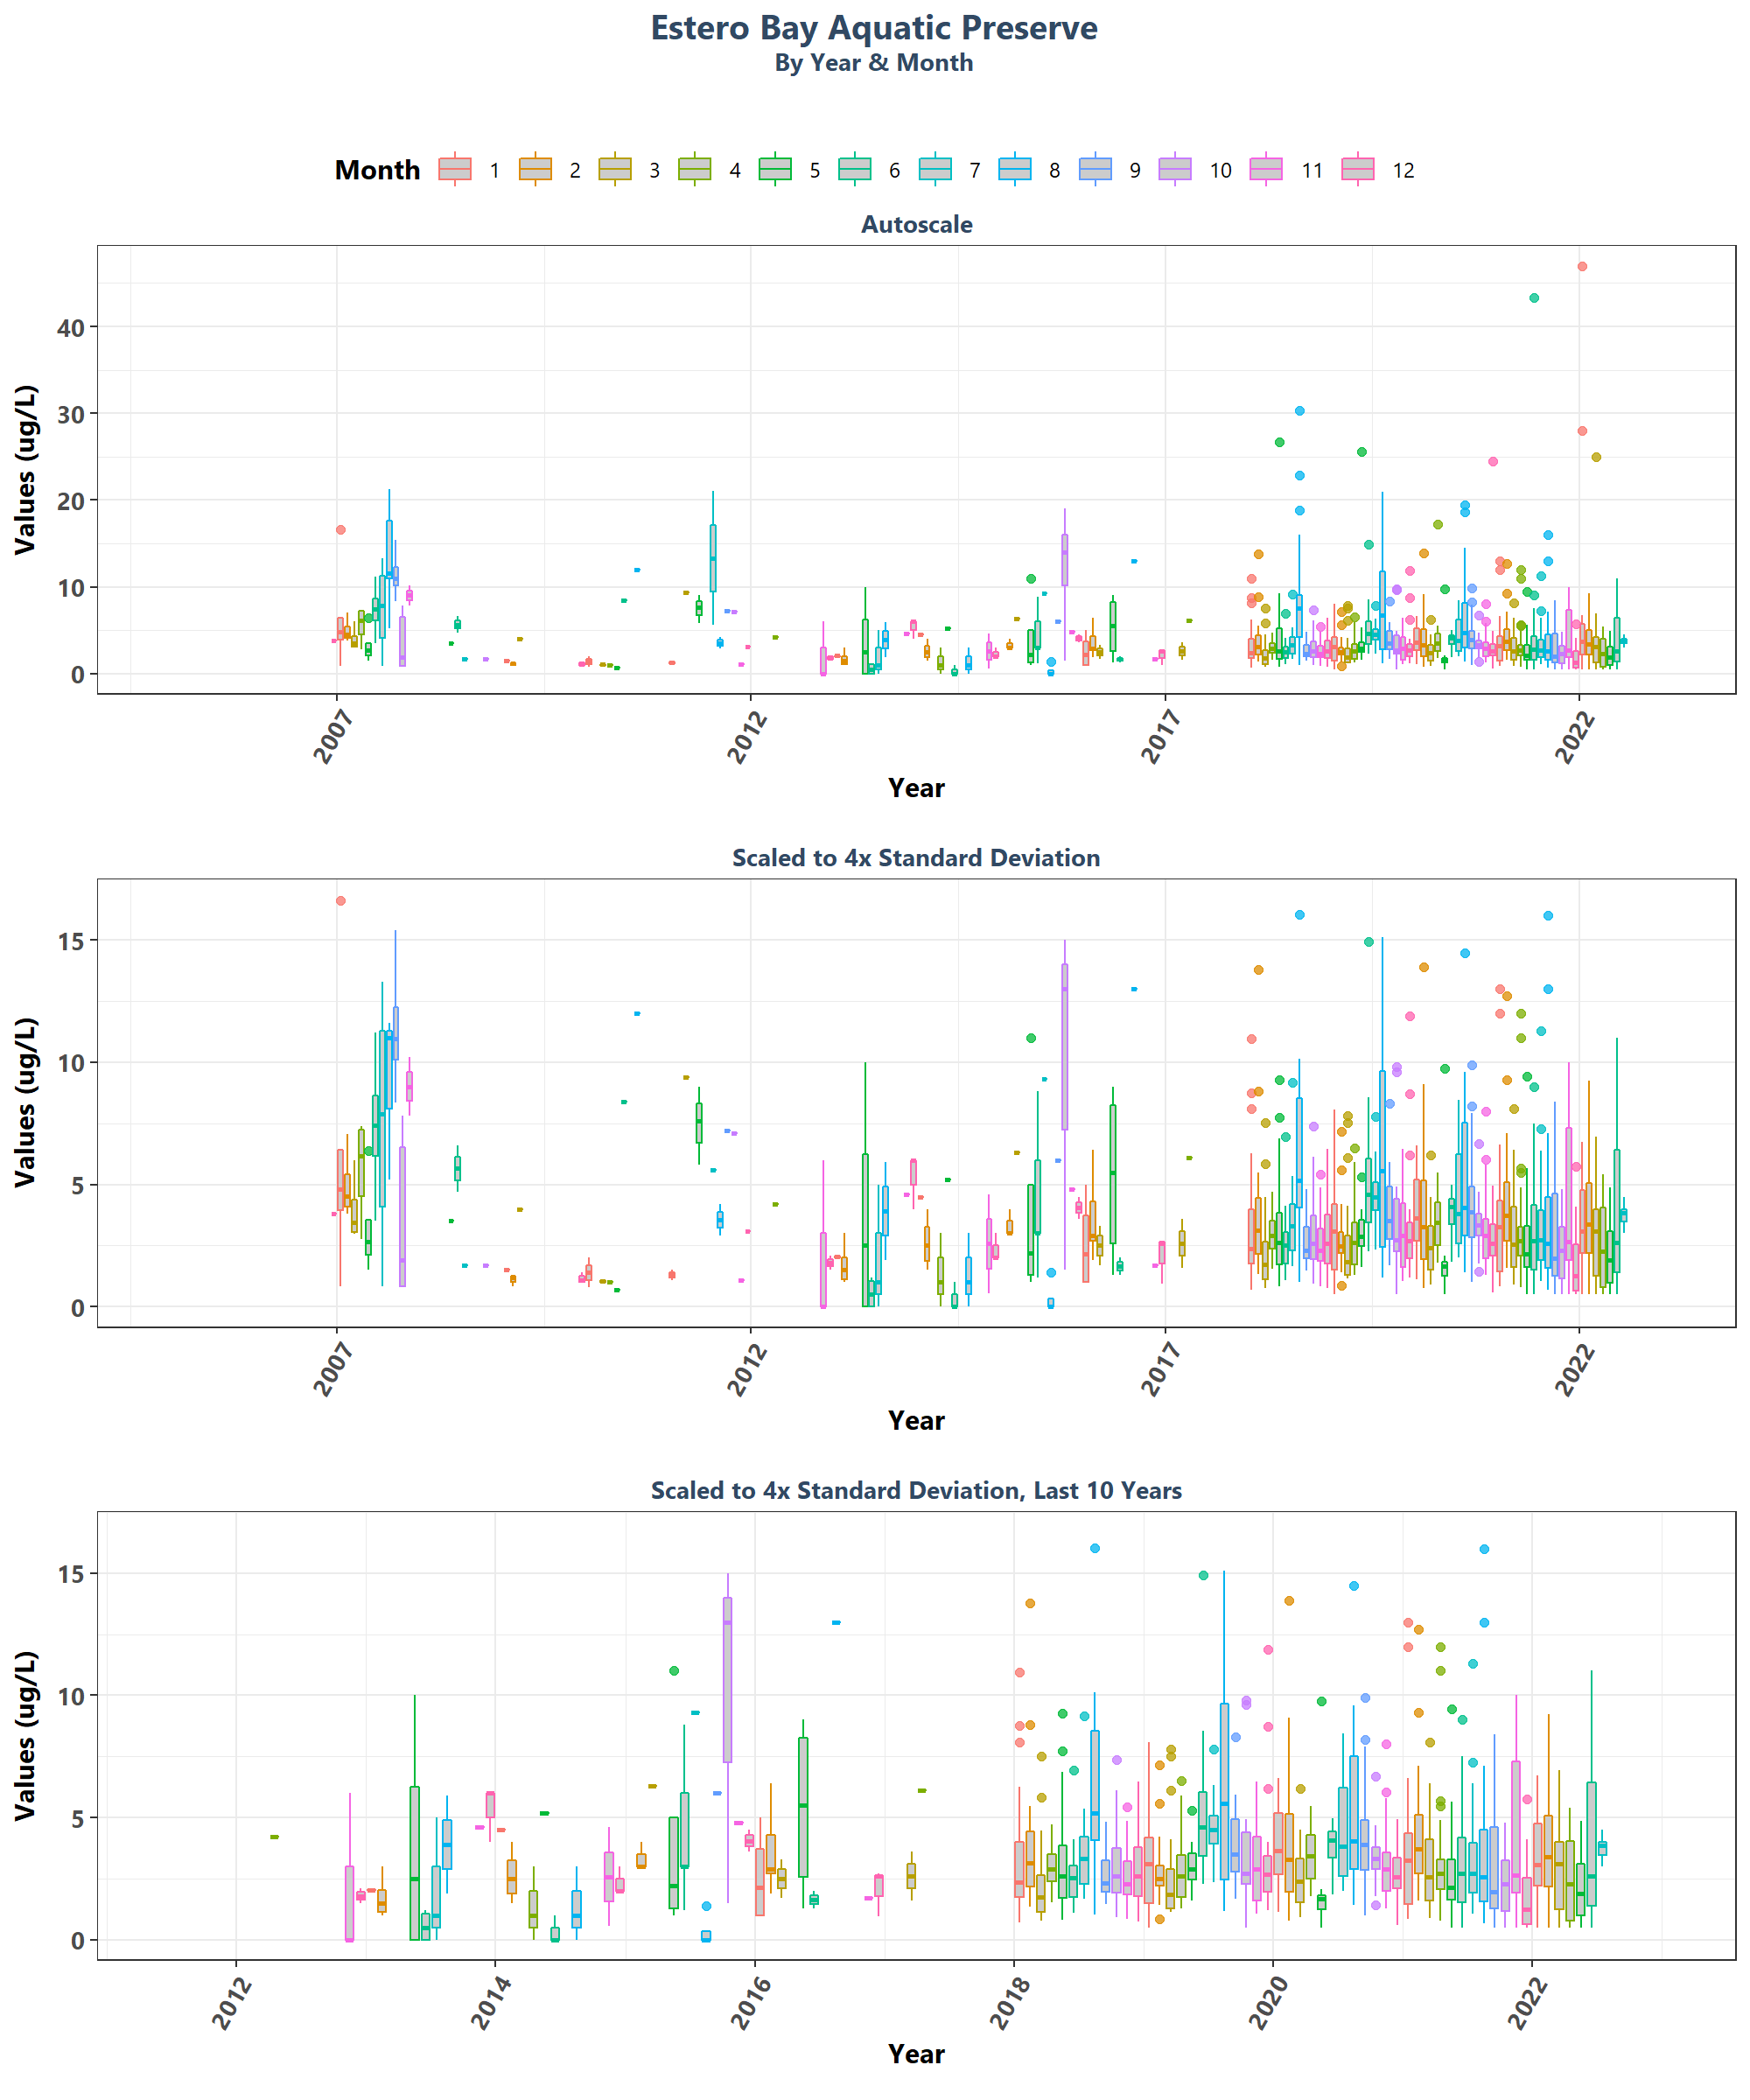 Estero Bay Aquatic Preserve
By Year & Month
Month 1 2 3 4 5 6 7 8 9 10 11 12
Autoscale
Values (ug/L)
40
30
20
10
0
2007 2012 2017 2022
Year
Scaled to 4x Standard Deviation
Values (ug/L)
15
10
5
0
2007 2012 2017 2022
Year
Scaled to 4x Standard Deviation, Last 10 Years
Values (ug/L)
15
10
5
0
2012 2014 2016 2018 2020 2022
Year